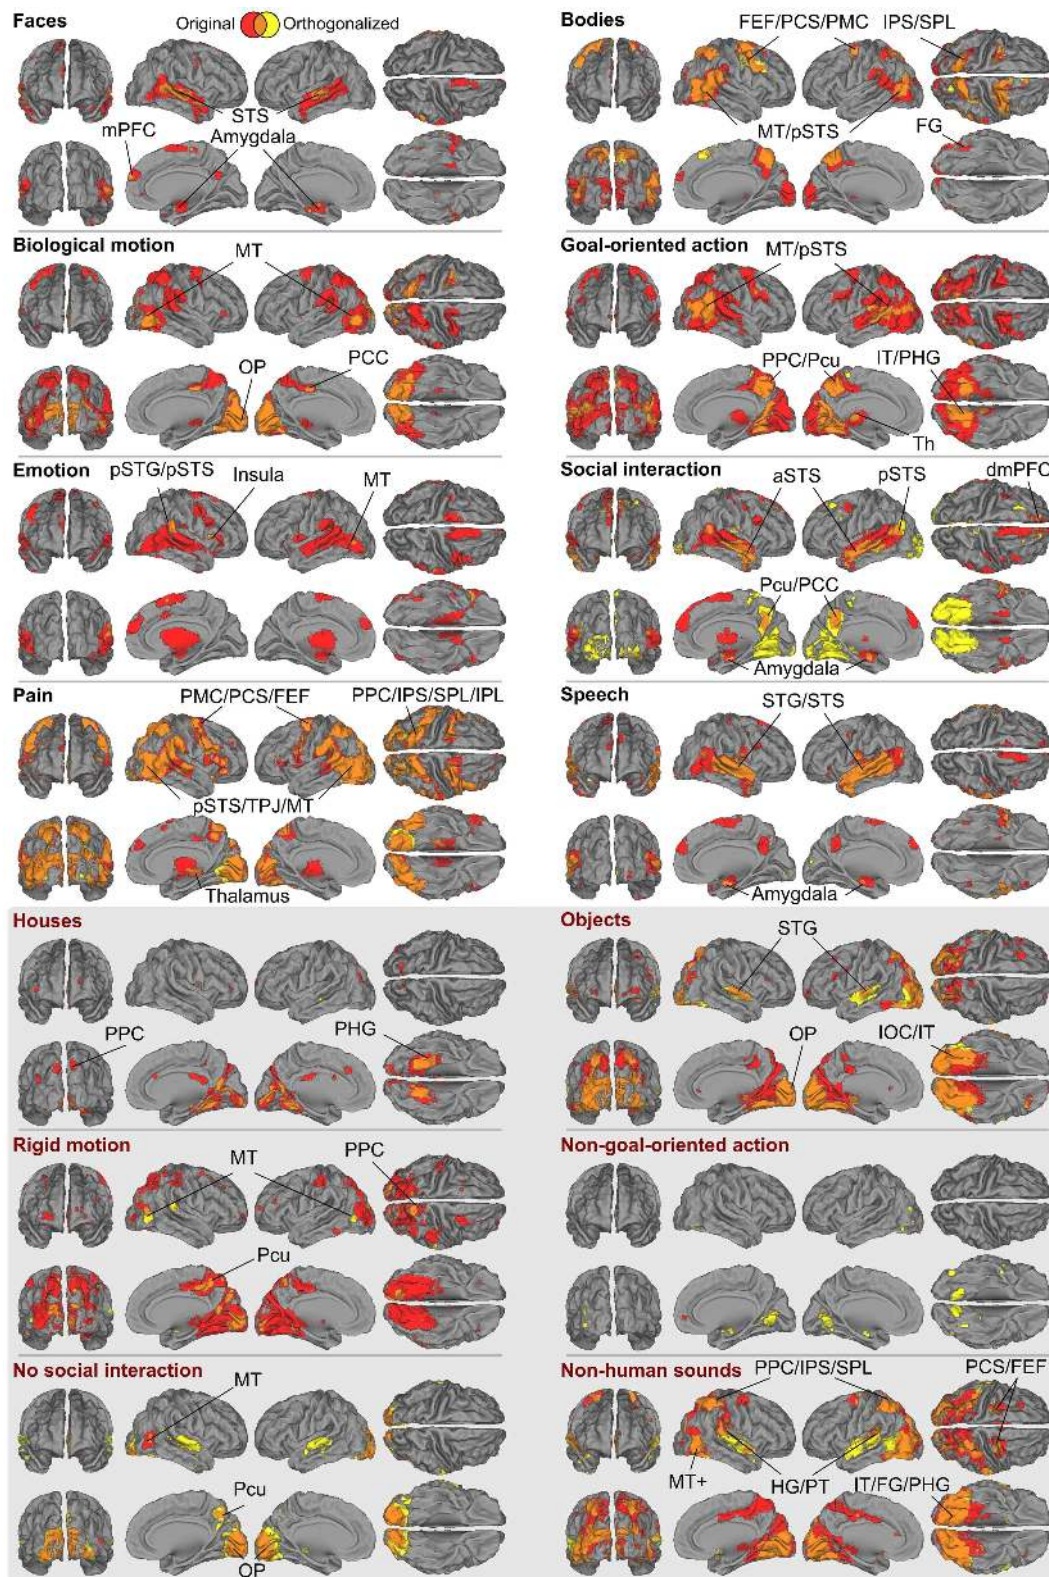 Faces
Original Orthogonalized
STS
mPFC Amygdala
Bodies
FEF/PCS/PMC IPS/SPL
MT/pSTS FG
Biological motion
MT
OP PCC
Goal-oriented action
MT/pSTS
PPC/Pcu IT/PHG
Th
Emotion
pSTG/pSTS Insula MT
Social interaction
aSTS pSTS dmPFC
Pcu/PCC
Amygdala
Pain
PMC/PCS/FEF PPC/IPS/SPL/IPL
pSTS/TPJ/MT
Thalamus
Speech
STG/STS
Amygdala
Houses
PPC PHG
Objects
STG
OP IOC/IT
Rigid motion
MT PPC
Pcu
Non-goal-oriented action
No social interaction
MT
Pcu
OP
Non-human sounds
PPC/IPS/SPL PCS/FEF
MT+ HG/PT IT/FG/PHG